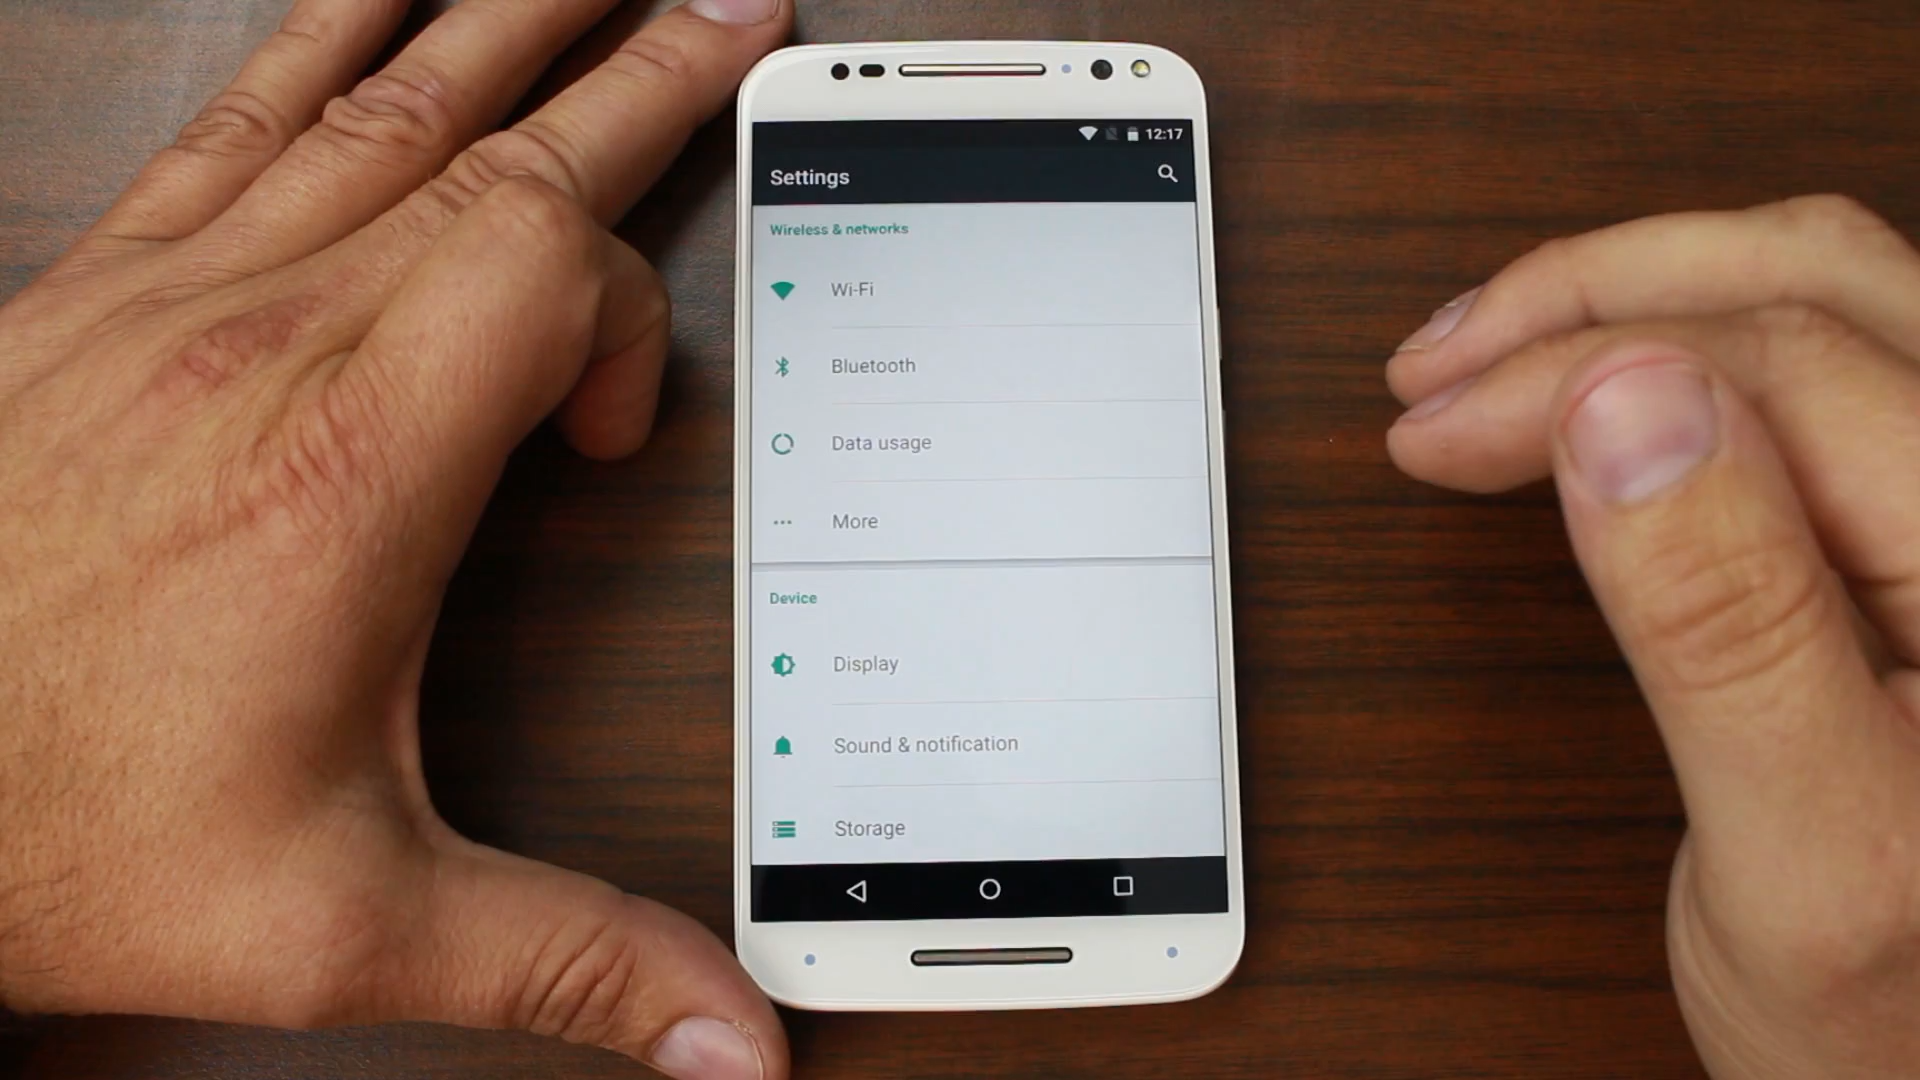 12:17
Settings
Wireless & networks
Wi-Fi
Bluetooth
Data usage
More
Device
Display
Sound & notification
Storage